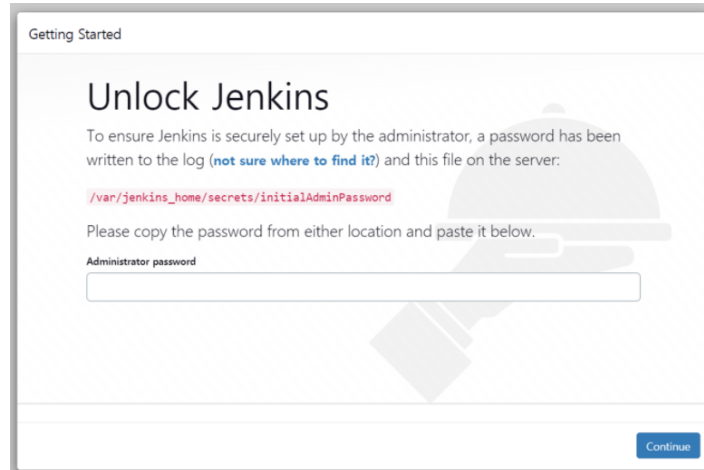 Getting Started
Unlock Jenkins
To ensure Jenkins is securely set up by the administrator, a password has been
written to the log (not sure where to find it?) and this file on the server:
/var/jenkins_home/secrets/initialAdminPassword
Please copy the password from either location and paste it below.
Administrator password
Continue